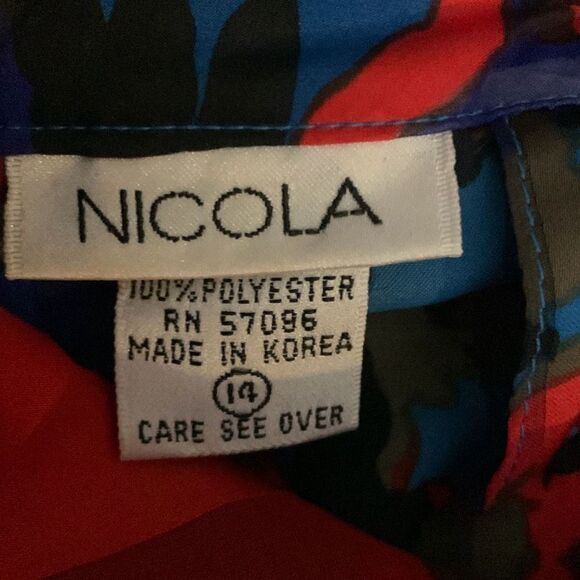 NICOLA
100% POLYESTER
RN 57096
MADE IN KOREA
14
CARE SEE OVER